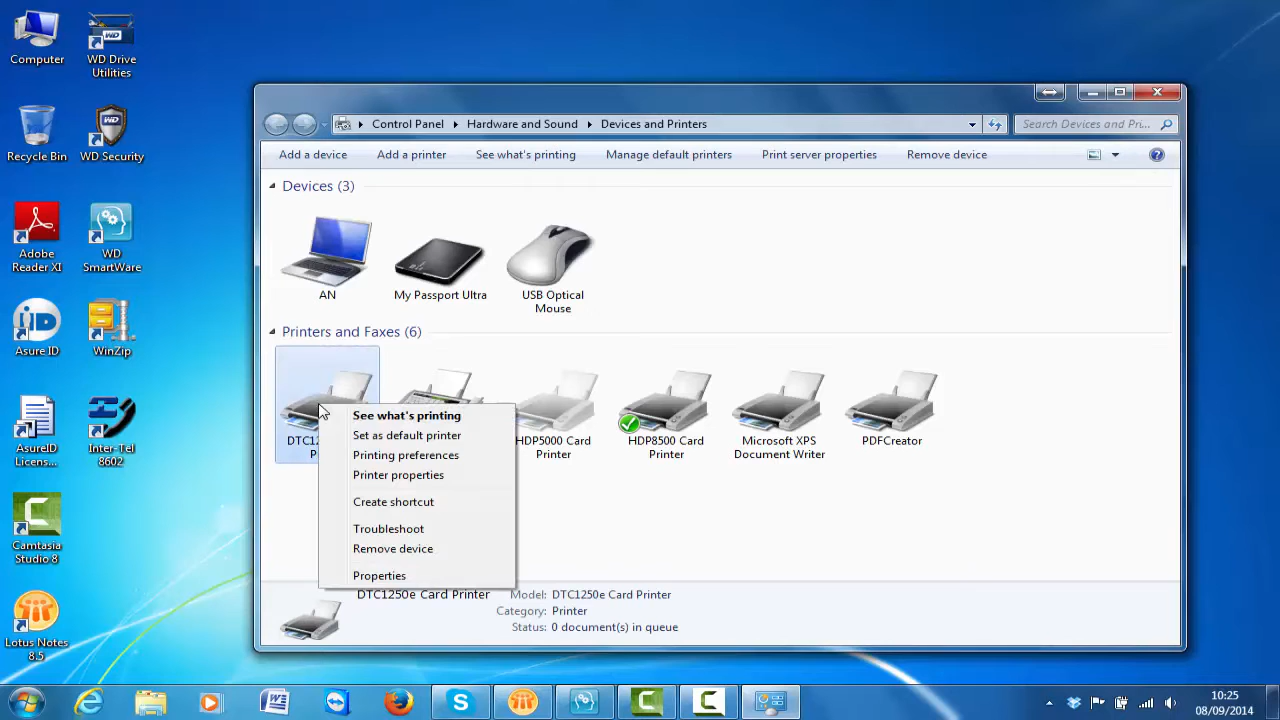 Computer
WD Drive
Utilities
Recycle Bin
WD Security
Adobe
Reader XI
WD
SmartWare
Asure ID
WinZip
AsureID
Licens...
Inter-Tel
8602
Camtasia
Studio 8
Lotus Notes
8.5
Control Panel
Hardware and Sound
Devices and Printers
Search Devices and Pri...
Add a device
Add a printer
See what's printing
Manage default printers
Print server properties
Remove device
Devices (3)
AN
My Passport Ultra
USB Optical
Mouse
Printers and Faxes (6)
DTC12
P
HDP5000 Card
Printer
HDP8500 Card
Printer
Microsoft XPS
Document Writer
PDFCreator
See what's printing
Set as default printer
Printing preferences
Printer properties
Create shortcut
Troubleshoot
Remove device
Properties
DTC1250e Card Printer
Model: DTC1250e Card Printer
Category: Printer
Status: 0 document(s) in queue
10:25
08/09/2014